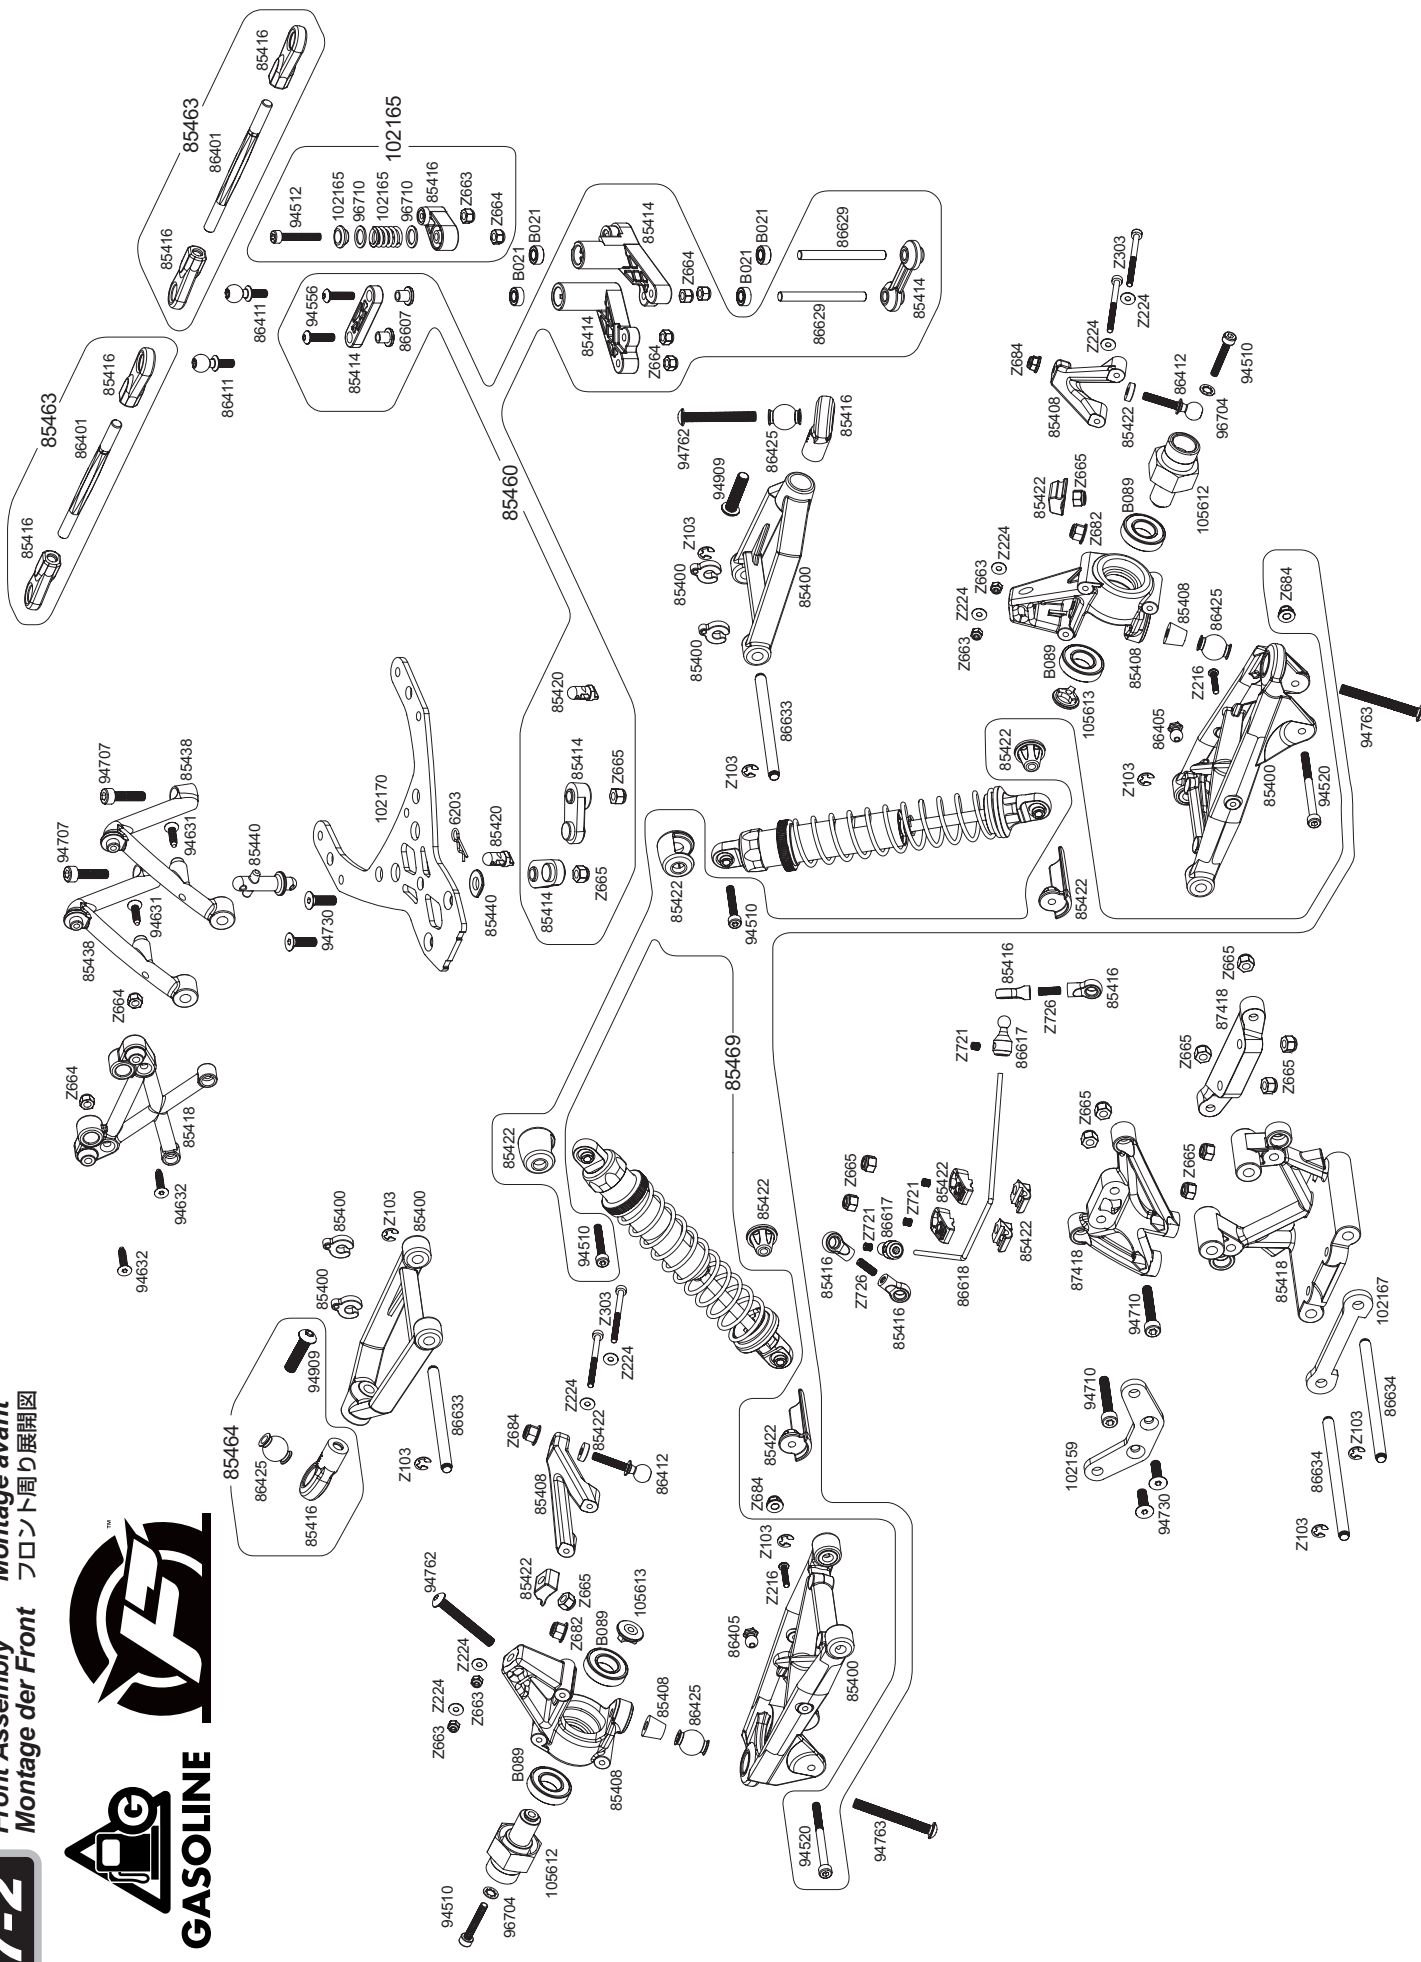 7-2
Front Assembly
Montage avant
Montage der Front
フロント周り展開図
GASOLINE
G
™
85416
85463
86401
85416
86411
85463
85416
86401
85416
86411
102165
94512
102165
96710
102165
96710
85416
Z663
Z664
94556
85414
86607
B021
B021
85414
85414
Z664
Z664
B021
B021
86629
86629
85414
85460
94707
94707
85438
94631
94631
85440
85438
94730
Z664
Z664
85418
94632
94632
102170
6203
85420
85440
85420
85414
Z665
85414
Z665
94762
86425
85416
94909
Z103
85400
85400
85400
86633
Z103
Z303
Z224
Z224
Z684
85408
85422
86412
94510
96704
105612
85422
Z665
Z682
B089
Z224
Z663
Z224
Z663
85408
86425
85408
B089
105613
Z216
86405
Z103
Z684
85400
94520
94763
85422
85422
94510
85422
85469
85422
94510
85422
85422
85400
85400
Z103
85400
85464
94909
86425
85416
86633
Z103
Z303
Z224
Z224
Z684
85422
85408
86412
94762
85422
Z665
Z682
B089
105613
Z224
Z224
Z663
Z663
85408
86425
B089
85408
105612
94510
96704
Z684
Z103
Z216
86405
85400
94520
94763
85416
Z726
85416
Z721
86617
Z665
85422
Z721
86617
Z721
85416
Z726
85416
86618
85422
Z665
87418
Z665
Z665
Z665
87418
Z665
85418
94710
94710
102159
94730
102167
86634
Z103
86634
Z103